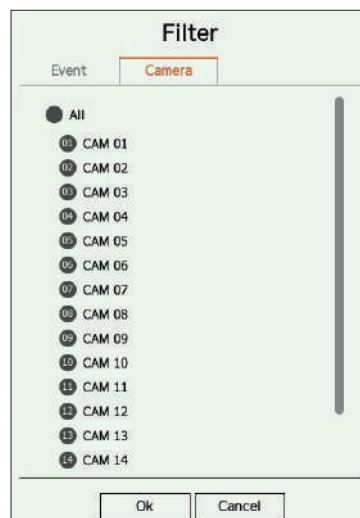 Filter
Event Camera
All
01 CAM 01
02 CAM 02
03 CAM 03
04 CAM 04
05 CAM 05
06 CAM 06
07 CAM 07
08 CAM 08
09 CAM 09
10 CAM 10
11 CAM 11
12 CAM 12
13 CAM 13
14 CAM 14
Ok Cancel